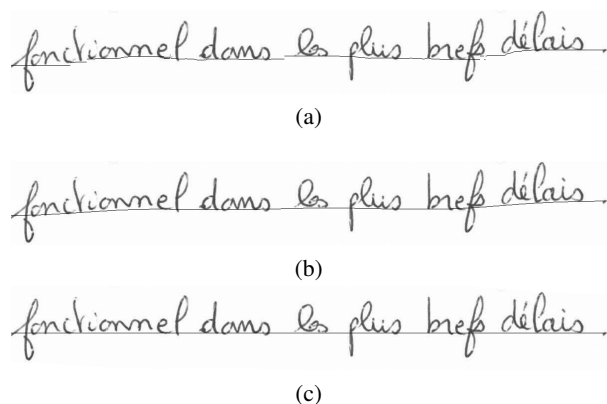 fonctionnel dans les plus brefs délais.
(a)
fonctionnel dans les plus brefs délais.
(b)
fonctionnel dans les plus brefs délais.
(c)